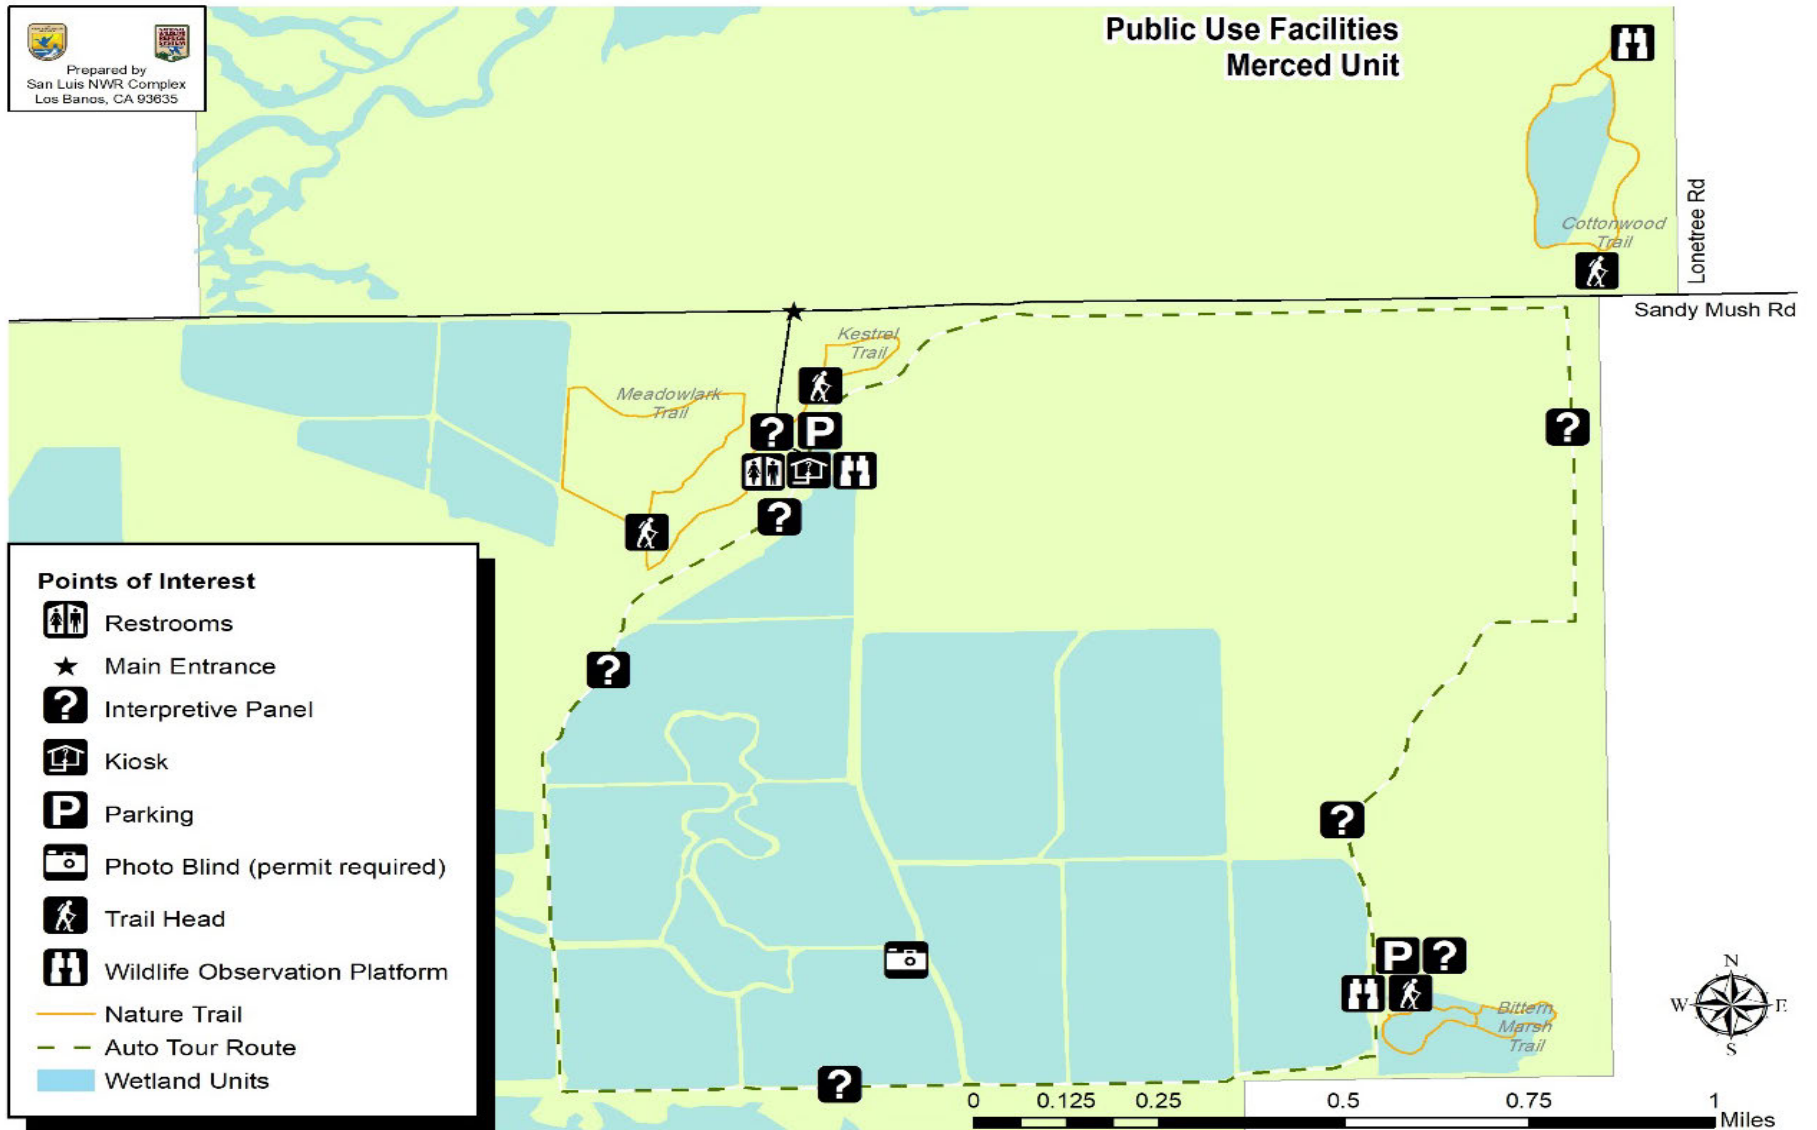 Prepared by
San Luis NWR Complex
Los Banos, CA 93635
Public Use Facilities
Merced Unit
Cottonwood
Trail
Lonetree Rd
Sandy Mush Rd
Kestrel
Trail
Meadowlark
Trail
?
P
?
?
?
?
P
?
?
Bittern
Marsh
Trail
Points of Interest
Restrooms
Main Entrance
? Interpretive Panel
Kiosk
P Parking
Photo Blind (permit required)
Trail Head
Wildlife Observation Platform
Nature Trail
Auto Tour Route
Wetland Units
N
W E
S
0 0.125 0.25 0.5 0.75 1
Miles